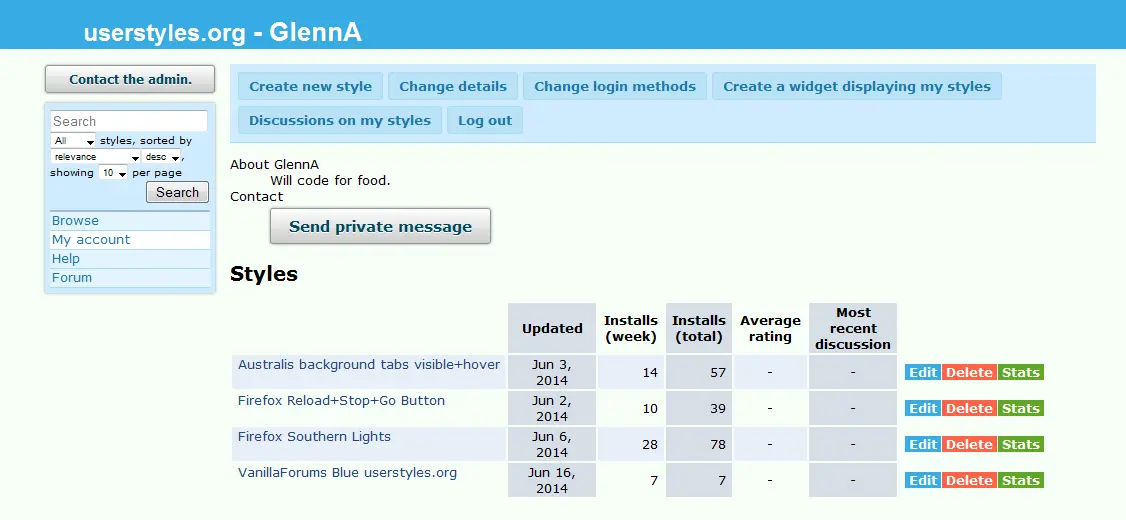 userstyles.org - GlennA
Contact the admin.
Search
All styles, sorted by
relevance desc ,
showing 10 per page
Search
Browse
My account
Help
Forum
Create new style Change details Change login methods Create a widget displaying my styles
Discussions on my styles Log out
About GlennA
Will code for food.
Contact
Send private message
Styles
Updated Installs (week) Installs (total) Average rating Most recent discussion
Australis background tabs visible+hover Jun 3, 2014 14 57 - - Edit Delete Stats
Firefox Reload+Stop+Go Button Jun 2, 2014 10 39 - - Edit Delete Stats
Firefox Southern Lights Jun 6, 2014 28 78 - - Edit Delete Stats
VanillaForums Blue userstyles.org Jun 16, 2014 7 7 - - Edit Delete Stats